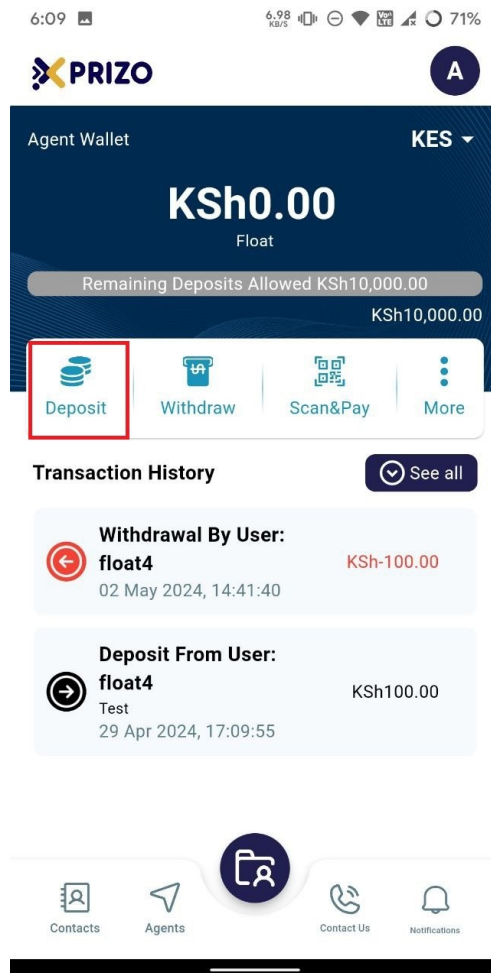 6:09 6.98 KB/S Vo) LTE 71%
XPRIZO
A
Agent Wallet KES
KSh0.00
Float
Remaining Deposits Allowed KSh10,000.00
KSh10,000.00
Deposit Withdraw Scan&Pay More
Transaction History See all
Withdrawal By User:
float4 KSh-100.00
02 May 2024, 14:41:40
Deposit From User:
float4 KSh100.00
Test
29 Apr 2024, 17:09:55
Contacts Agents Contact Us Notifications